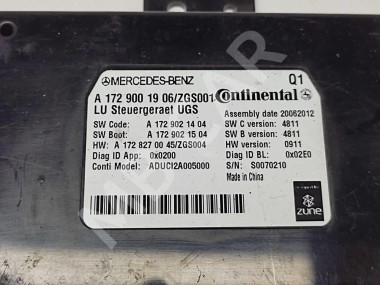 MERCEDES-BENZ Q1
A 172 900 19 06/ZGS001 Continental
LU Steuergeraet UGS
Assembly date 20062012
SW Code: A 172 902 14 04 SW C version: 4811
SW Boot: A 172 902 15 04 SW B version: 4811
HW: A 172 827 00 45/ZGS004 HW version: 0911
Diag ID App: 0x0200 Diag ID BL: 0x02E0
Conti Model: ADUCI2A005000 S/N: S0070210
Made in China
zune